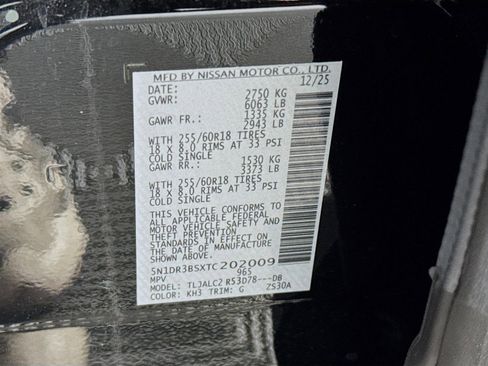 MFD BY NISSAN MOTOR CO., LTD.
DATE: 12/25
GVWR: 2750 KG
6063 LB
GAWR FR.: 1335 KG
2943 LB
WITH 255/60R18 TIRES
18 x 8.0 RIMS AT 33 PSI
COLD SINGLE
GAWR RR.: 1530 KG
3373 LB
WITH 255/60R18 TIRES
18 x 8.0 RIMS AT 33 PSI
COLD SINGLE
THIS VEHICLE CONFORMS TO
ALL APPLICABLE FEDERAL
MOTOR VEHICLE SAFETY AND
THEFT PREVENTION
STANDARDS IN EFFECT ON
THE DATE OF MANUFACTURE
SHOWN ABOVE.
5N1DR3BSXTC202009
MPV 965
MODEL: TLJALC2 R53D78---DB
COLOR: KH3 TRIM: G ZS30A